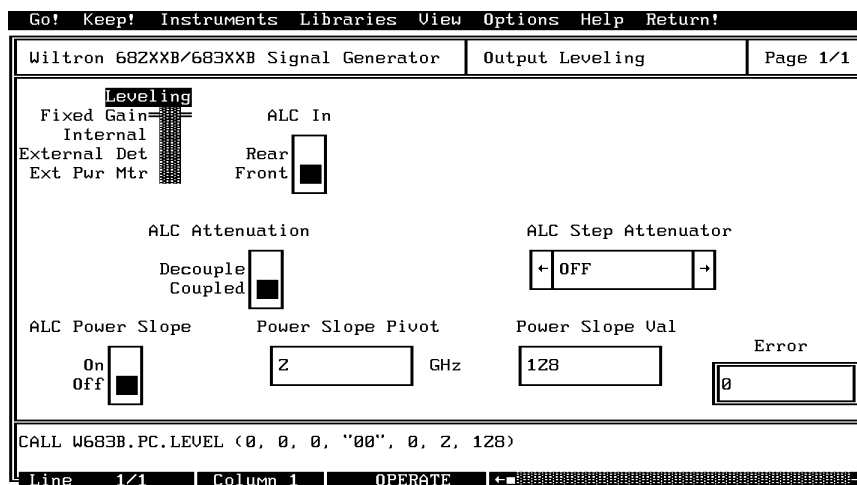 Go! Keep! Instruments Libraries View Options Help Return!
Wiltron 682XXB/683XXB Signal Generator Output Leveling Page 1/1
Leveling
Fixed Gain
Internal
External Det
Ext Pwr Mtr
ALC In
Rear
Front
ALC Attenuation
Decouple
Coupled
ALC Step Attenuator
← OFF →
ALC Power Slope
On
Off
Power Slope Pivot
2 GHz
Power Slope Val
128
Error
0
CALL W683B.PC.LEVEL (0, 0, 0, "00", 0, 2, 128)
Line 1/1 Column 1 OPERATE ←